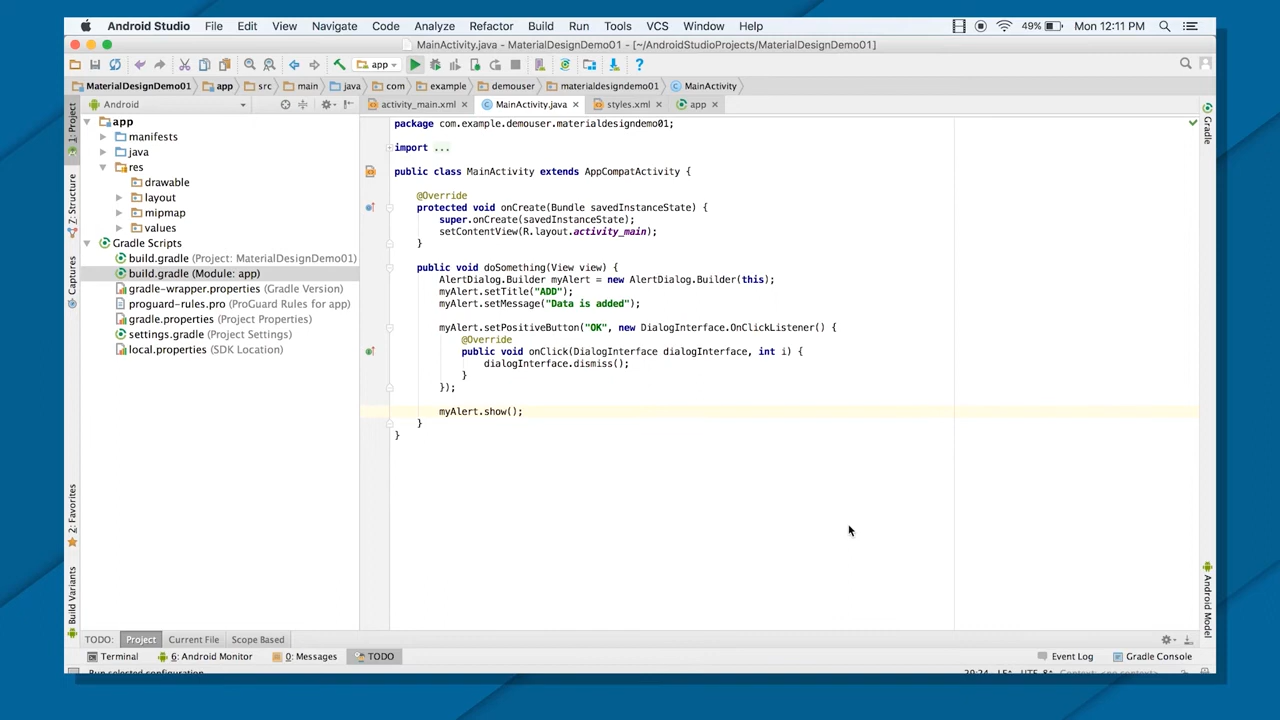 Android Studio File Edit View Navigate Code Analyze Refactor Build Run Tools VCS Window Help 49% Mon 12:11 PM
MainActivity.java - MaterialDesignDemo01 - [~/AndroidStudioProjects/MaterialDesignDemo01]
app
MaterialDesignDemo01 app src main java com example demouser materialdesigndemo01 MainActivity
Android
activity_main.xml MainActivity.java styles.xml app
1: Project
7: Structure
Captures
2: Favorites
Build Variants
app
manifests
java
res
drawable
layout
mipmap
values
Gradle Scripts
build.gradle (Project: MaterialDesignDemo01)
build.gradle (Module: app)
gradle-wrapper.properties (Gradle Version)
proguard-rules.pro (ProGuard Rules for app)
gradle.properties (Project Properties)
settings.gradle (Project Settings)
local.properties (SDK Location)
package com.example.demouser.materialdesigndemo01;
import ...
public class MainActivity extends AppCompatActivity {
@Override
protected void onCreate(Bundle savedInstanceState) {
super.onCreate(savedInstanceState);
setContentView(R.layout.activity_main);
}
public void doSomething(View view) {
AlertDialog.Builder myAlert = new AlertDialog.Builder(this);
myAlert.setTitle("ADD");
myAlert.setMessage("Data is added");
myAlert.setPositiveButton("OK", new DialogInterface.OnClickListener() {
@Override
public void onClick(DialogInterface dialogInterface, int i) {
dialogInterface.dismiss();
}
});
myAlert.show();
}
}
Gradle
Android Model
TODO: Project Current File Scope Based
Terminal 6: Android Monitor 0: Messages TODO Event Log Gradle Console
Run selected configuration